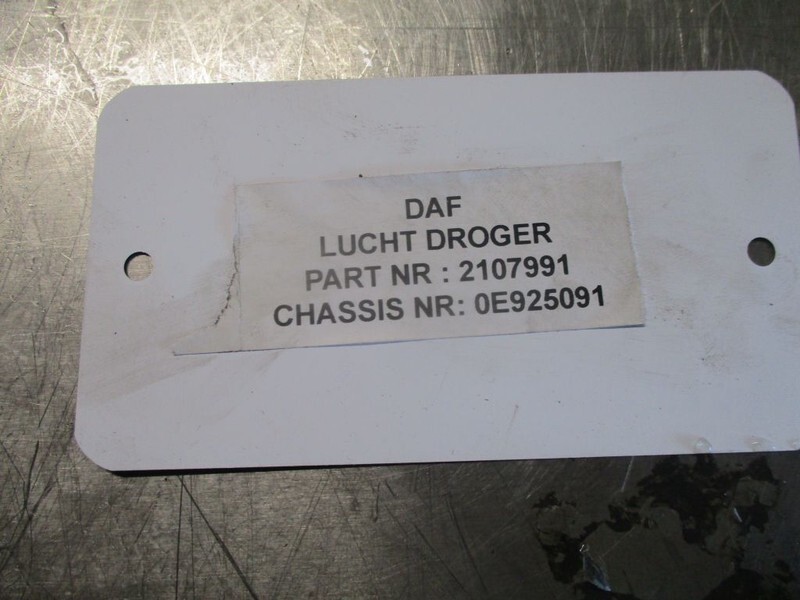 DAF
LUCHT DROGER
PART NR : 2107991
CHASSIS NR: 0E925091